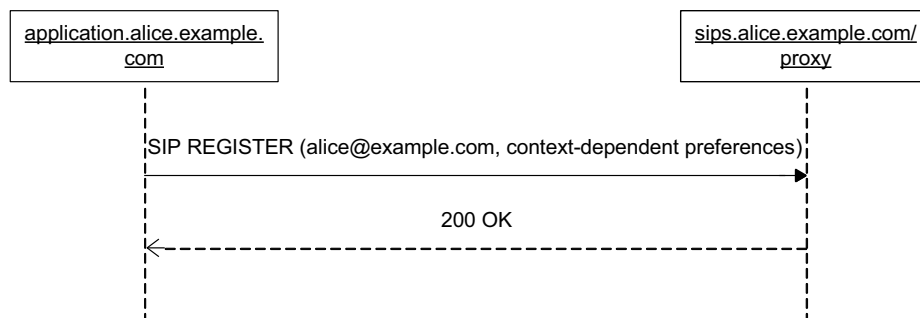 application.alice.example.
com
sips.alice.example.com/
proxy
SIP REGISTER (alice@example.com, context-dependent preferences)
200 OK